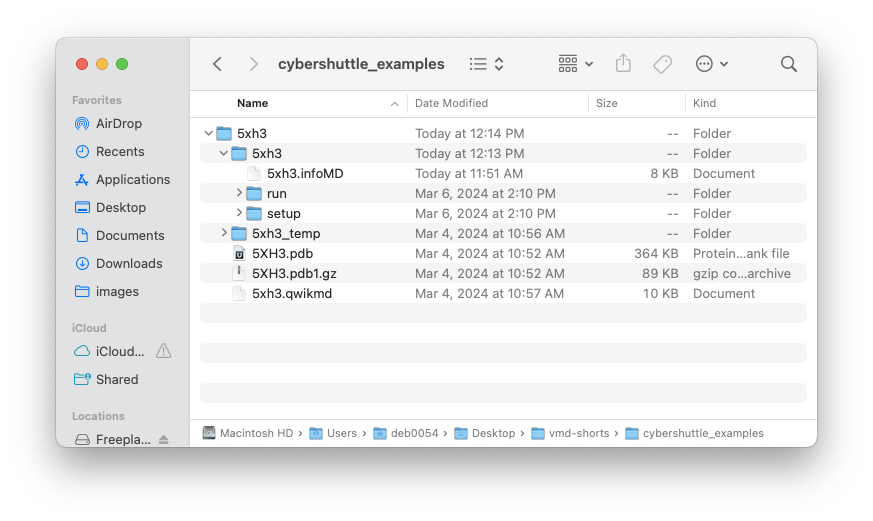 cybershuttle_examples
Favorites
AirDrop
Recents
Applications
Desktop
Documents
Downloads
images
iCloud
iCloud...
Shared
Locations
Freepla...
Name Date Modified Size Kind
5xh3 Today at 12:14 PM -- Folder
5xh3 Today at 12:13 PM -- Folder
5xh3.infoMD Today at 11:51 AM 8 KB Document
run Mar 6, 2024 at 2:10 PM -- Folder
setup Mar 6, 2024 at 2:10 PM -- Folder
5xh3_temp Mar 4, 2024 at 10:56 AM -- Folder
5XH3.pdb Mar 4, 2024 at 10:52 AM 364 KB Protein...ank file
5XH3.pdb1.gz Mar 4, 2024 at 10:52 AM 89 KB gzip co...archive
5xh3.qwikmd Mar 4, 2024 at 10:57 AM 10 KB Document
Macintosh HD › Users › deb0054 › Desktop › vmd-shorts › cybershuttle_examples